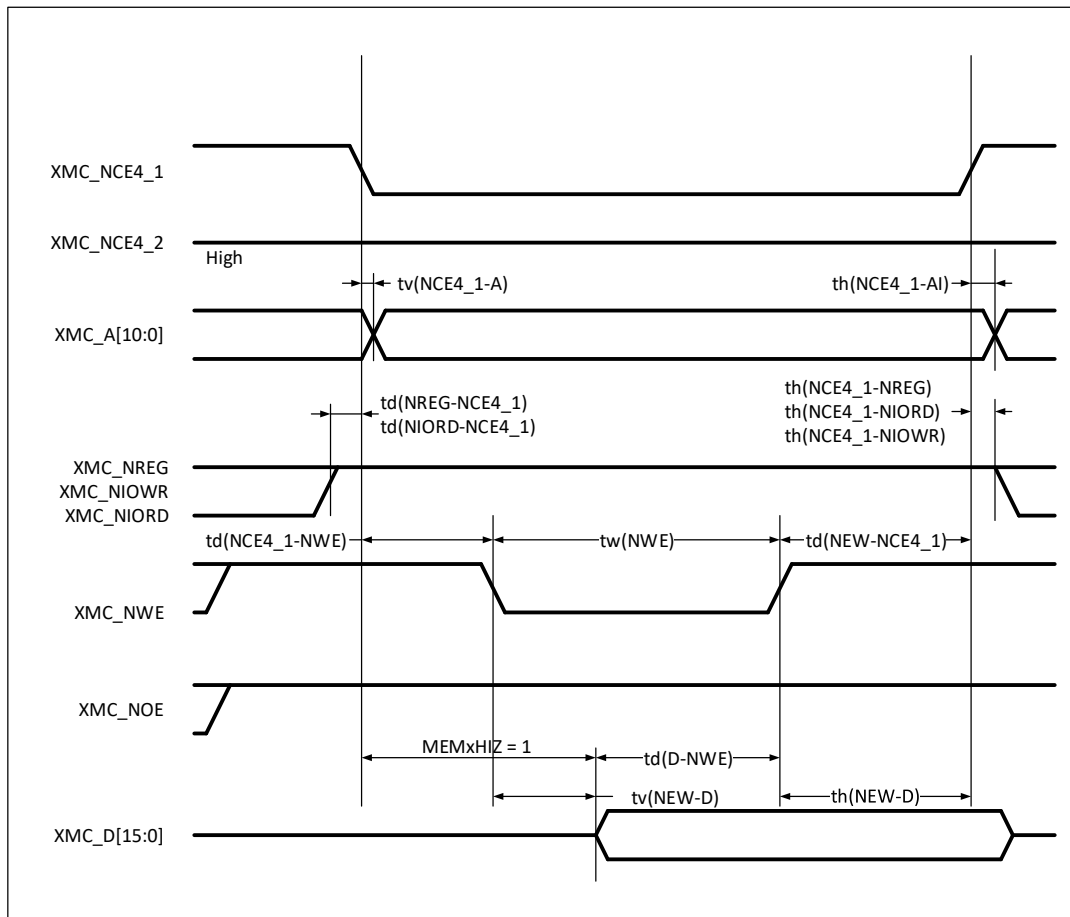 XMC_NCE4_1
XMC_NCE4_2
High
tv(NCE4_1-A)
th(NCE4_1-AI)
XMC_A[10:0]
td(NREG-NCE4_1)
td(NIORD-NCE4_1)
th(NCE4_1-NREG)
th(NCE4_1-NIORD)
th(NCE4_1-NIOWR)
XMC_NREG
XMC_NIOWR
XMC_NIORD
td(NCE4_1-NWE)
tw(NWE)
td(NEW-NCE4_1)
XMC_NWE
XMC_NOE
MEMxHIZ = 1
td(D-NWE)
tv(NEW-D)
th(NEW-D)
XMC_D[15:0]